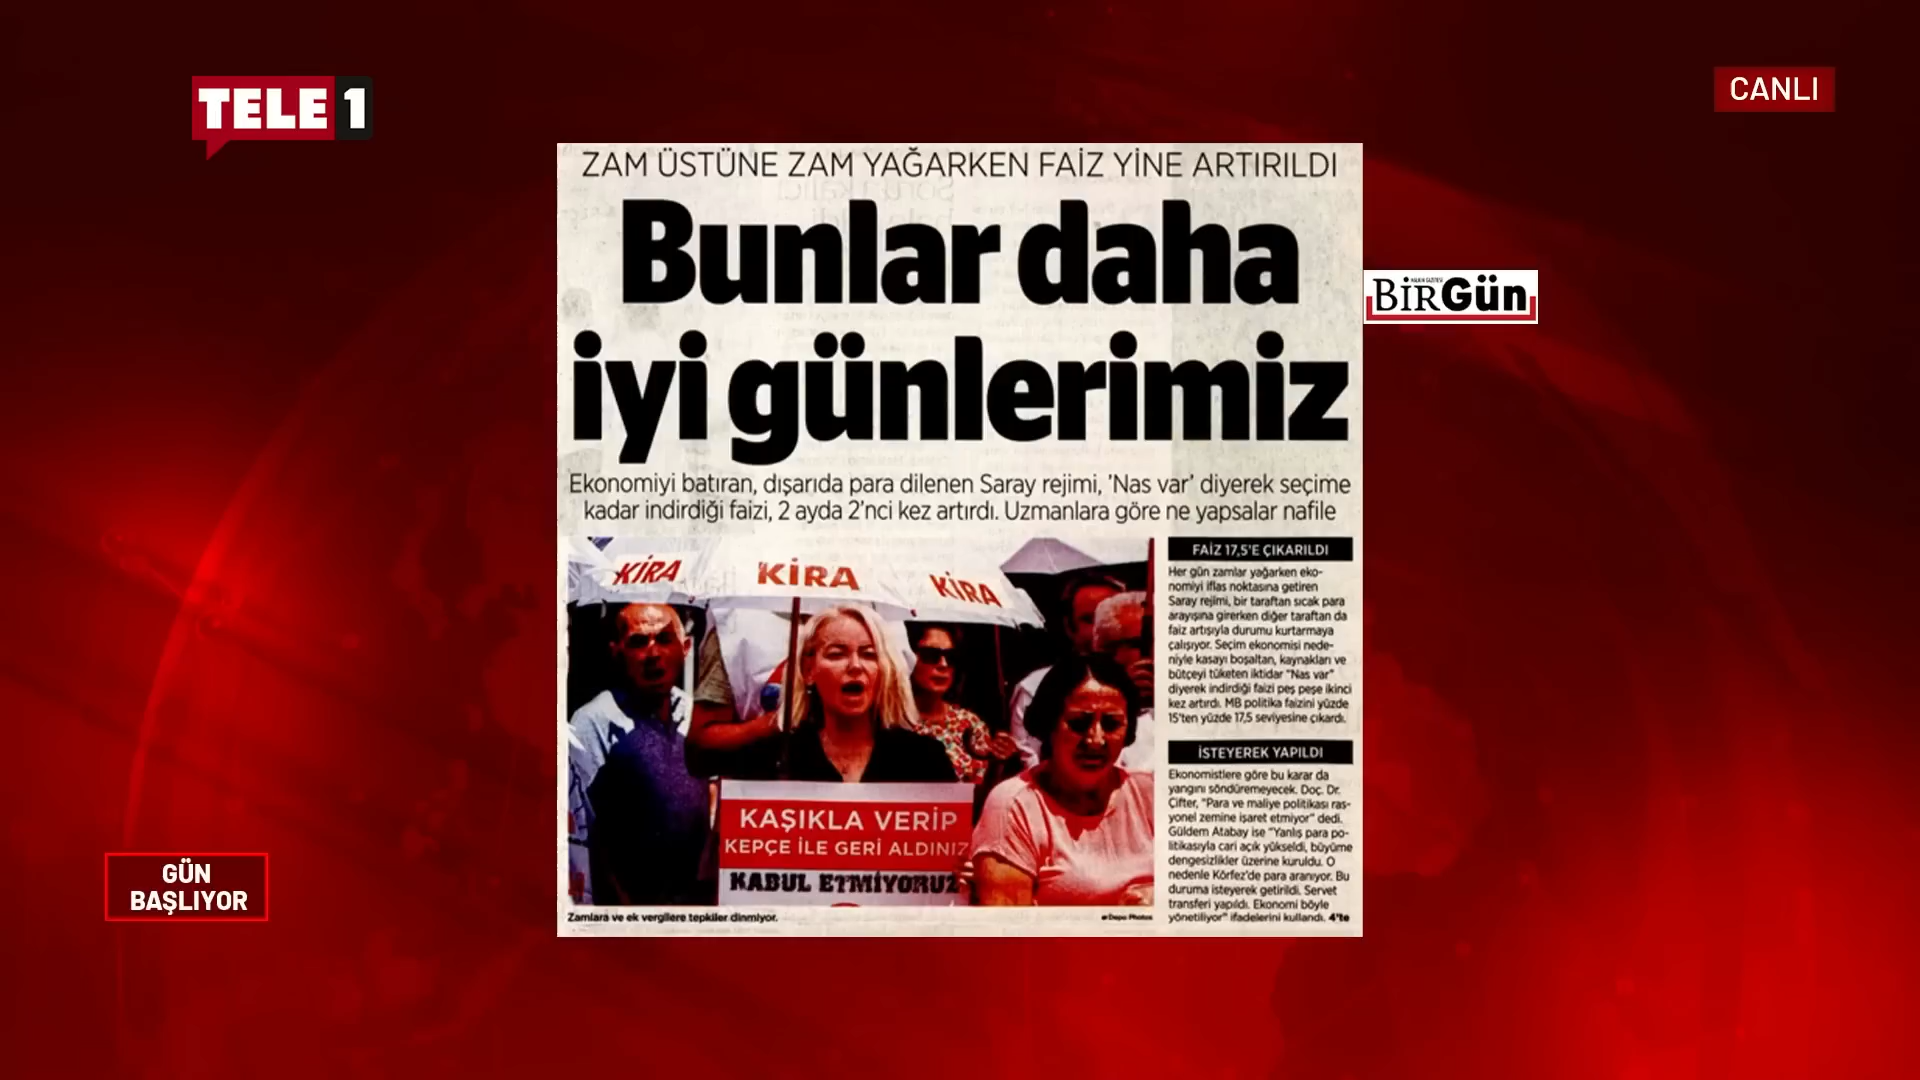 TELE 1
CANLI
ZAM ÜSTÜNE ZAM YAĞARKEN FAİZ YİNE ARTIRILDI
Bunlar daha
iyi günlerimiz
HALKIN GAZETESİ
BİRGün
Ekonomiyi batıran, dışarıda para dilenen Saray rejimi, 'Nas var' diyerek seçime
kadar indirdiği faizi, 2 ayda 2'nci kez artırdı. Uzmanlara göre ne yapsalar nafile
KİRA
KİRA
KİRA
KAŞIKLA VERİP
KEPÇE İLE GERİ ALDINIZ
KABUL ETMİYORUZ
Zamlara ve ek vergilere tepkiler dinmiyor.
Depo Photos
FAİZ 17,5'E ÇIKARILDI
Her gün zamlar yağarken eko-
nomiyi iflas noktasına getiren
Saray rejimi, bir taraftan sıcak para
arayışına girerken diğer taraftan da
faiz artışıyla durumu kurtarmaya
çalışıyor. Seçim ekonomisi nede-
niyle kasayı boşaltan, kaynakları ve
bütçeyi tüketen iktidar "Nas var"
diyerek indirdiği faizi peş peşe ikinci
kez artırdı. MB politika faizini yüzde
15'ten yüzde 17,5 seviyesine çıkardı.
İSTEYEREK YAPILDI
Ekonomistlere göre bu karar da
yangını söndüremeyecek. Doç. Dr.
Çifter, "Para ve maliye politikası ras-
yonel zemine işaret etmiyor" dedi.
Güldem Atabay ise "Yanlış para po-
litikasıyla cari açık yükseldi, büyüme
dengesizlikler üzerine kuruldu. O
nedenle Körfez'de para aranıyor. Bu
duruma isteyerek getirildi. Servet
transferi yapıldı. Ekonomi böyle
yönetiliyor" ifadelerini kullandı. 4'te
GÜN
BAŞLIYOR